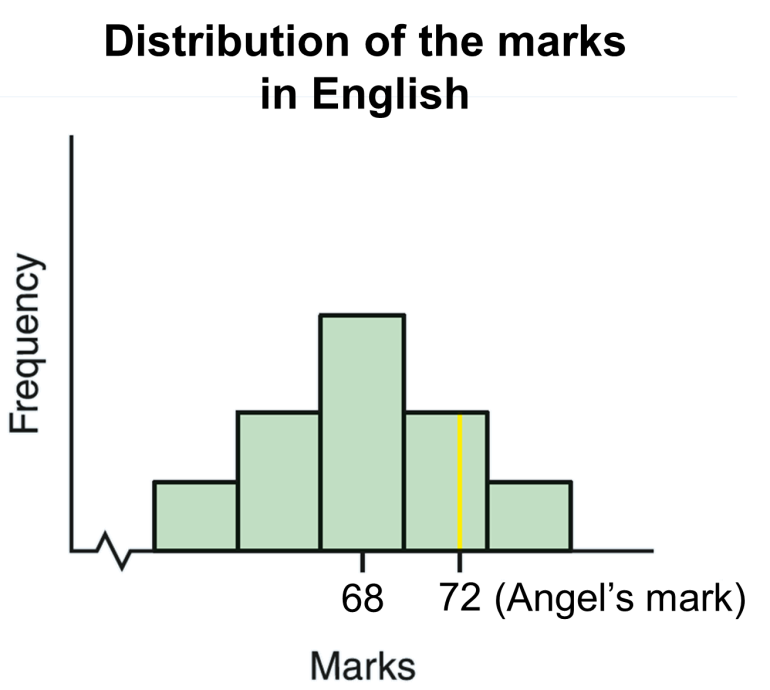 Distribution of the marks
in English
Frequency
68
72 (Angel's mark)
Marks